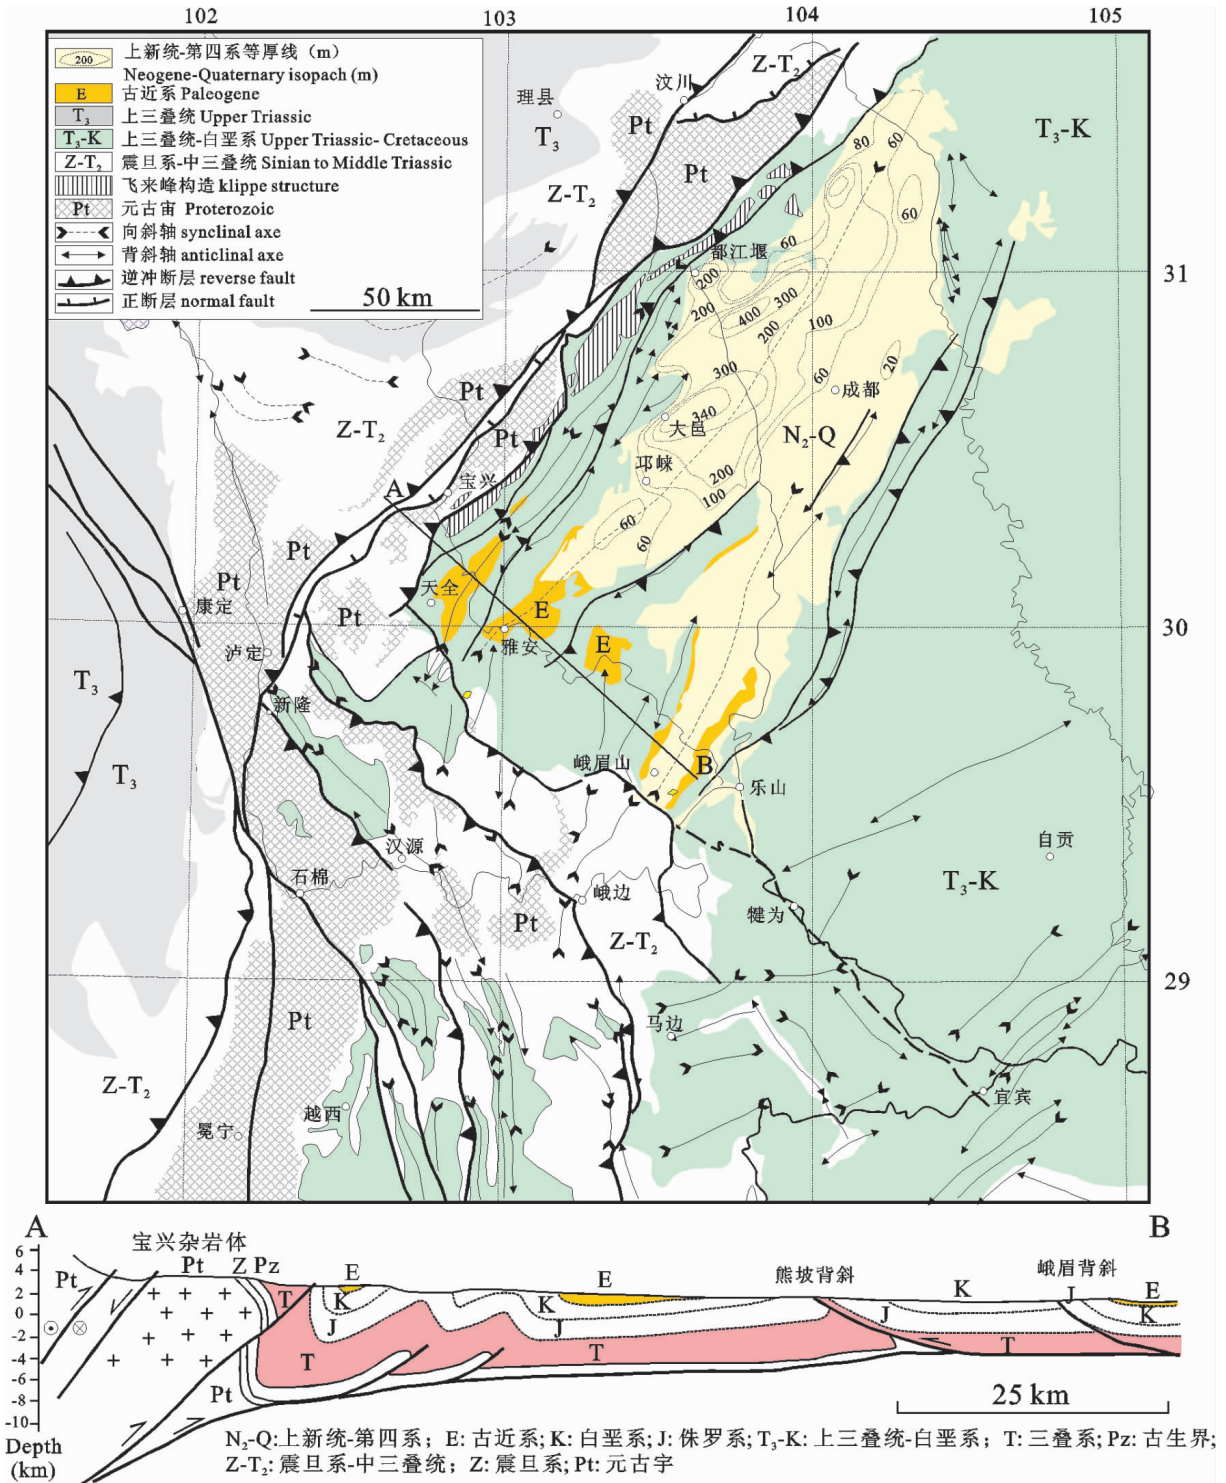 102 103 104 105
200 上新统-第四系等厚线（m）
Neogene-Quaternary isopach (m)
E 古近系 Paleogene
T₃ 上三叠统 Upper Triassic
T₃-K 上三叠统-白垩系 Upper Triassic- Cretaceous
Z-T₂ 震旦系-中三叠统 Sinian to Middle Triassic
飞来峰构造 klippe structure
Pt 元古宙 Proterozoic
向斜轴 synclinal axe
背斜轴 anticlinal axe
逆冲断层 reverse fault
正断层 normal fault
50 km
汶川
Z-T₂
理县
T₃
Pt
Pt
Z-T₂
T₃-K
80
60
60
60
都江堰
31
200
300
400
200
200
100
300
60
20
成都
340
大邑
N₂-Q
邛崃
200
100
60
60
Pt
Z-T₂
Pt
A
宝兴
Pt
Pt
Pt
天全
E
雅安
E
30
康定
泸定
T₃
新隆
T₃
峨眉山
B
乐山
汉源
石棉
峨边
Pt
Z-T₂
自贡
T₃-K
犍为
29
Pt
马边
Z-T₂
越西
冕宁
宜宾
A B
宝兴杂岩体
6
4
2
0
-2
-4
-6
-8
-10
Depth
(km)
Pt Pt Z Pz T E K J T Pt
E K J T
熊坡背斜
J K
峨眉背斜
J E K T
25 km
N₂-Q:上新统-第四系；E: 古近系; K: 白垩系; J: 侏罗系; T₃-K: 上三叠统-白垩系；T: 三叠系; Pz: 古生界;
Z-T₂: 震旦系-中三叠统；Z: 震旦系; Pt: 元古宇